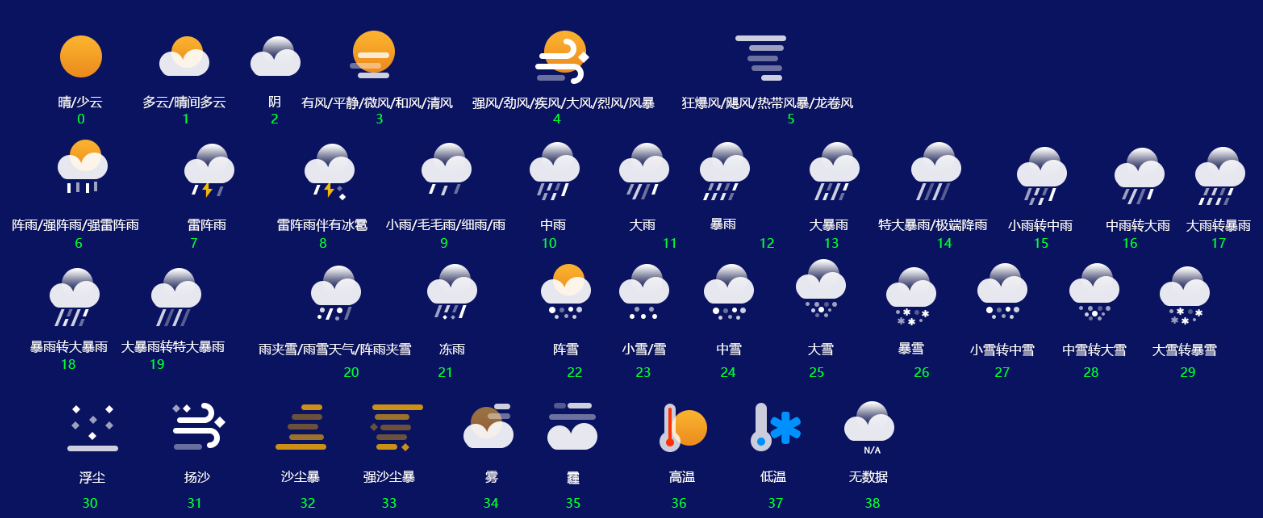 晴/少云 多云/晴间多云 阴 有风/平静/微风/和风/清风 强风/劲风/疾风/大风/烈风/风暴 狂爆风/飓风/热带风暴/龙卷风
0 1 2 3 4 5
阵雨/强阵雨/强雷阵雨 雷阵雨 雷阵雨伴有冰雹 小雨/毛毛雨/细雨/雨 中雨 大雨 暴雨 大暴雨 特大暴雨/极端降雨 小雨转中雨 中雨转大雨 大雨转暴雨
6 7 8 9 10 11 12 13 14 15 16 17
暴雨转大暴雨 大暴雨转特大暴雨 雨夹雪/雨雪天气/阵雨夹雪 冻雨 阵雪 小雪/雪 中雪 大雪 暴雪 小雪转中雪 中雪转大雪 大雪转暴雪
18 19 20 21 22 23 24 25 26 27 28 29
N/A
浮尘 扬沙 沙尘暴 强沙尘暴 雾 霾 高温 低温 无数据
30 31 32 33 34 35 36 37 38